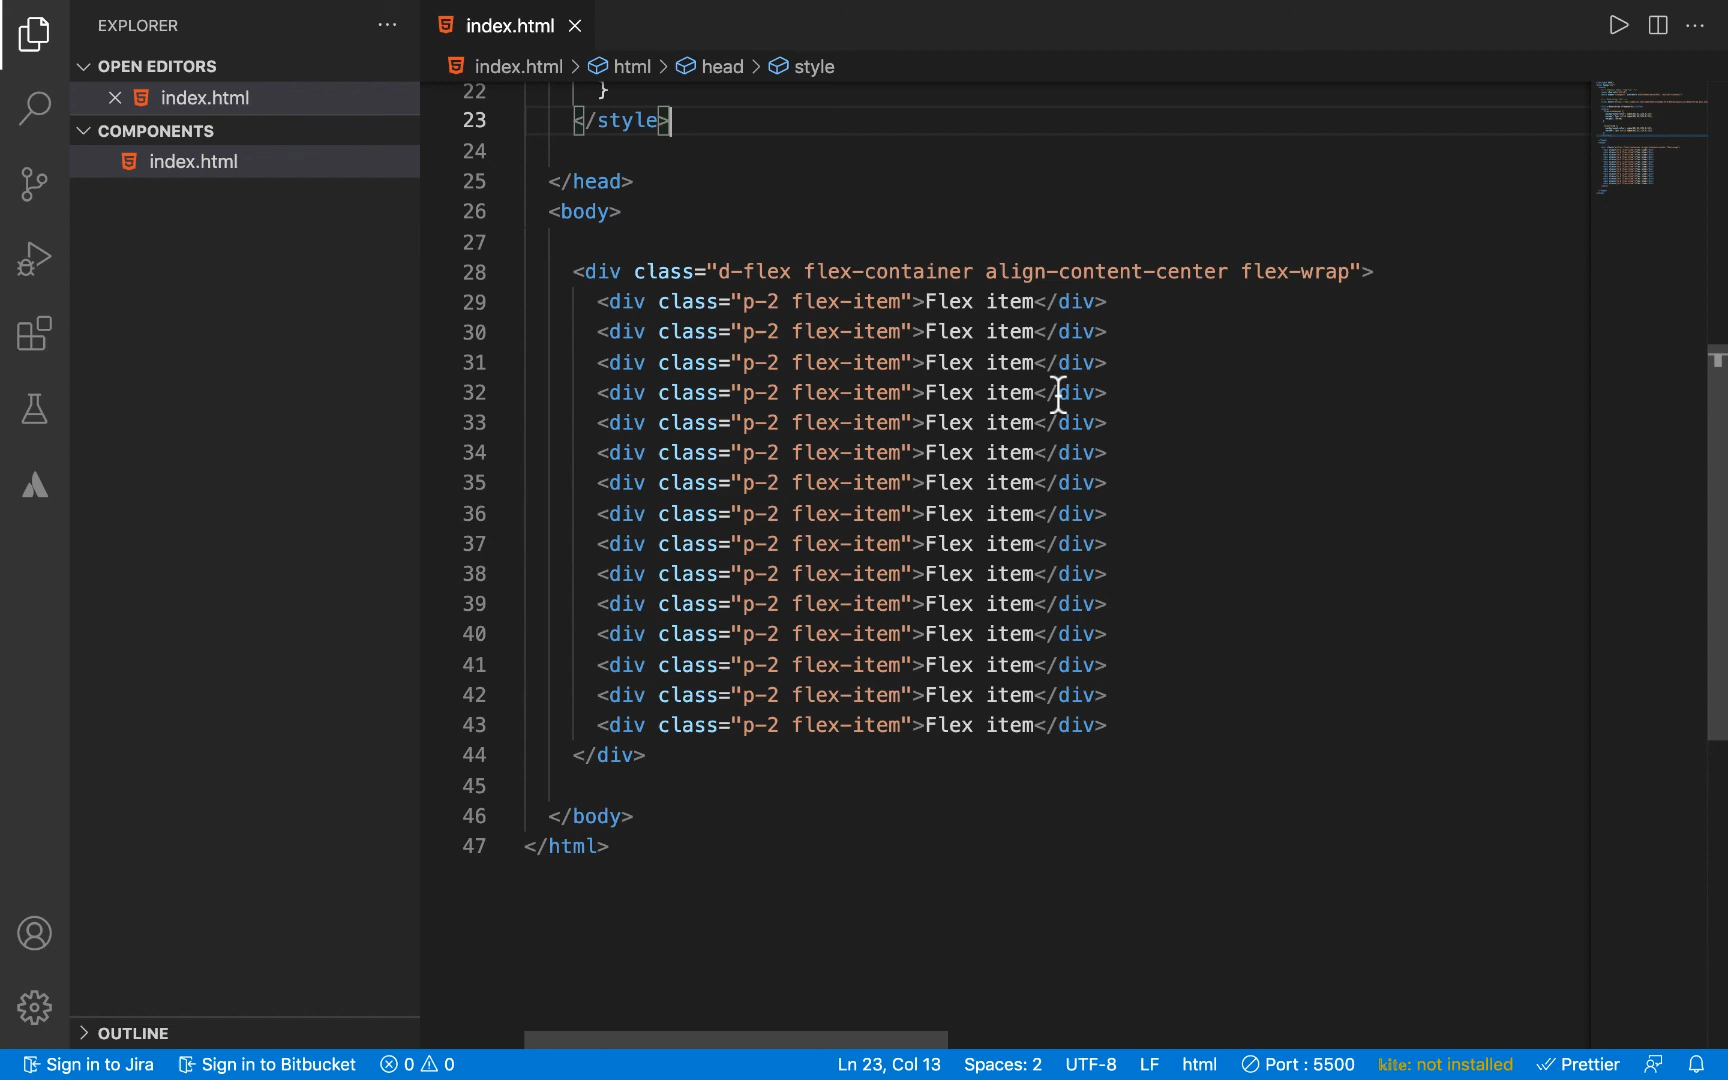 EXPLORER
OPEN EDITORS
index.html
COMPONENTS
index.html
OUTLINE
index.html
index.html > html > head > style
22 }
23 </style>
24
25 </head>
26 <body>
27
28 <div class="d-flex flex-container align-content-center flex-wrap">
29 <div class="p-2 flex-item">Flex item</div>
30 <div class="p-2 flex-item">Flex item</div>
31 <div class="p-2 flex-item">Flex item</div>
32 <div class="p-2 flex-item">Flex item</div>
33 <div class="p-2 flex-item">Flex item</div>
34 <div class="p-2 flex-item">Flex item</div>
35 <div class="p-2 flex-item">Flex item</div>
36 <div class="p-2 flex-item">Flex item</div>
37 <div class="p-2 flex-item">Flex item</div>
38 <div class="p-2 flex-item">Flex item</div>
39 <div class="p-2 flex-item">Flex item</div>
40 <div class="p-2 flex-item">Flex item</div>
41 <div class="p-2 flex-item">Flex item</div>
42 <div class="p-2 flex-item">Flex item</div>
43 <div class="p-2 flex-item">Flex item</div>
44 </div>
45
46 </body>
47 </html>
Sign in to Jira Sign in to Bitbucket 0 0 Ln 23, Col 13 Spaces: 2 UTF-8 LF html Port : 5500 kite: not installed Prettier